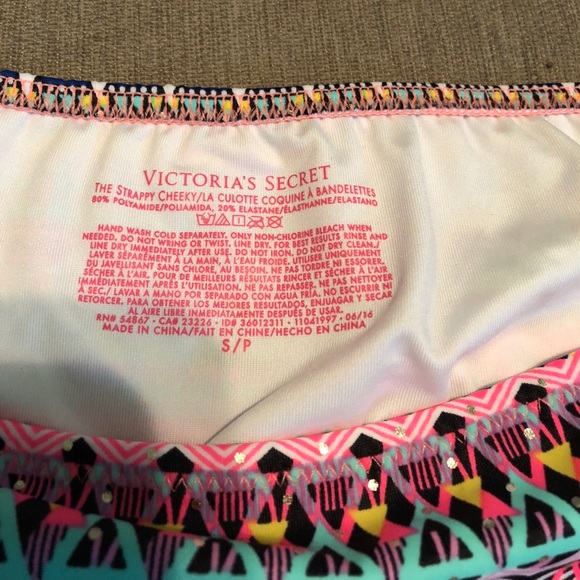 VICTORIA'S SECRET
THE STRAPPY CHEEKY/LA CULOTTE COQUINE À BANDELETTES
80% POLYAMIDE/POLIAMIDA, 20% ELASTANE/ÉLASTHANNE/ELASTANO
HAND WASH COLD SEPARATELY. ONLY NON-CHLORINE BLEACH WHEN
NEEDED. DO NOT WRING OR TWIST. LINE DRY. FOR BEST RESULTS RINSE AND
LINE DRY IMMEDIATELY AFTER USE. DO NOT IRON. DO NOT DRY CLEAN./
LAVER SÉPARÉMENT À LA MAIN, À L'EAU FROIDE. UTILISER UNIQUEMENT
DU JAVELLISANT SANS CHLORE, AU BESOIN. NE PAS TORDRE NI ESSORER.
SÉCHER À L'AIR. POUR DE MEILLEURS RÉSULTATS RINCER ET SÉCHER À L'AIR
IMMÉDIATEMENT APRÈS L'UTILISATION. NE PAS REPASSER. NE PAS NETTOYER
À SEC./ LAVAR A MANO POR SEPARADO CON AGUA FRÍA. NO ENJUAGAR NI
RETORCER. PARA OBTENER LOS MEJORES RESULTADOS, ENJUAGAR Y SECAR
AL AIRE LIBRE INMEDIATAMENTE DESPUÉS DE USAR.
RN# 54867 • CA# 23226 • ID# 36012311 • 11041997 • 06/16
MADE IN CHINA/FAIT EN CHINE/HECHO EN CHINA
S/P